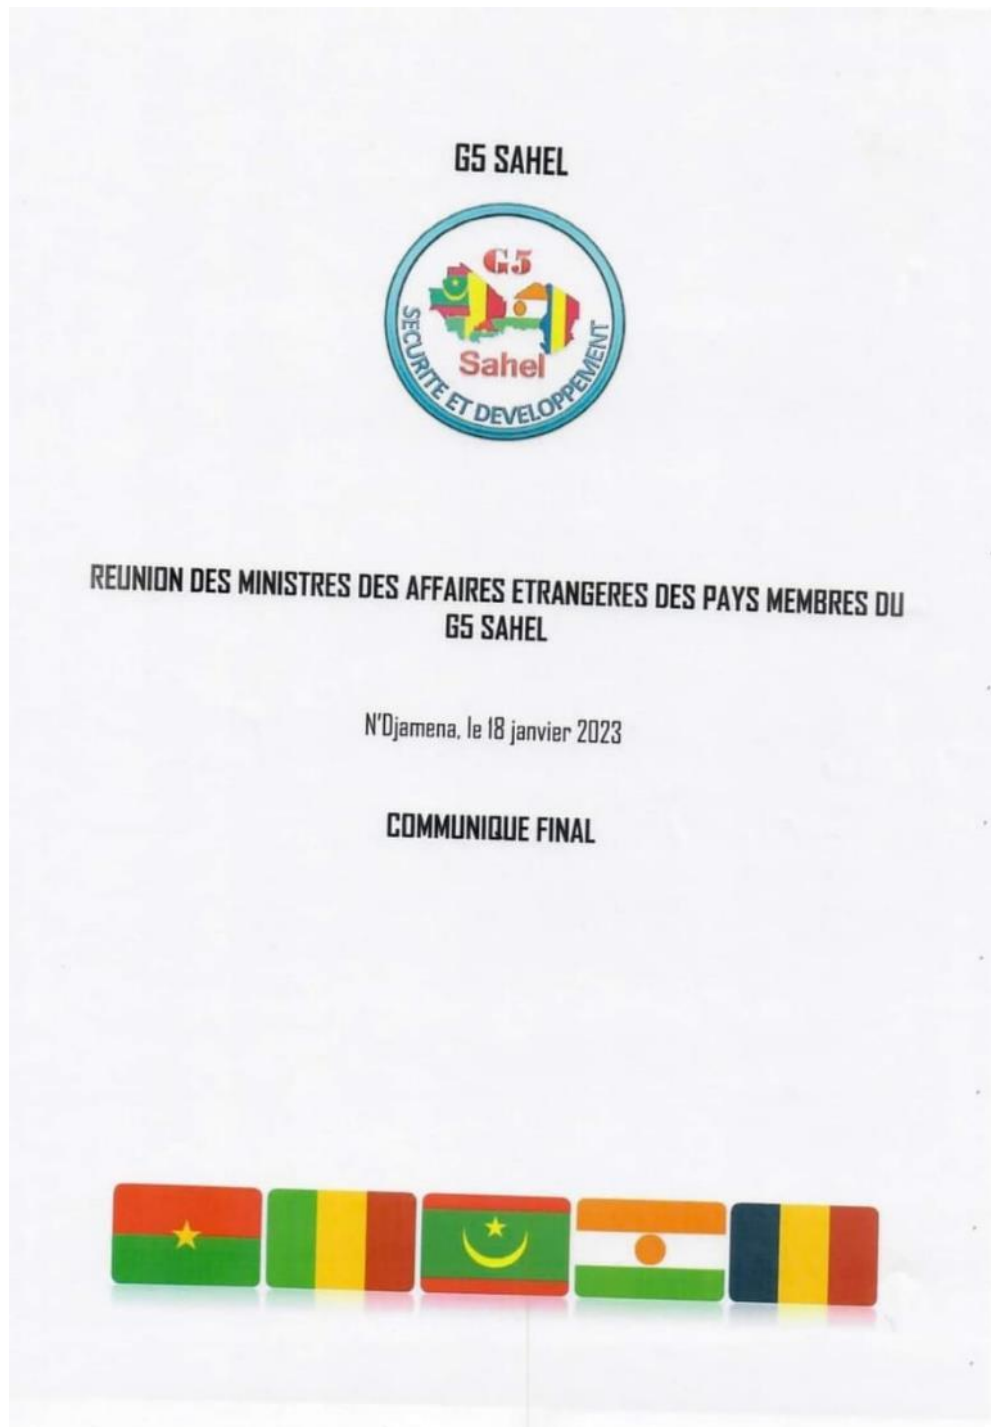 G5 SAHEL
G5
Sahel
SECURITE ET DEVELOPPEMENT
REUNION DES MINISTRES DES AFFAIRES ETRANGERES DES PAYS MEMBRES DU
G5 SAHEL
N'Djamena, le 18 janvier 2023
COMMUNIQUE FINAL